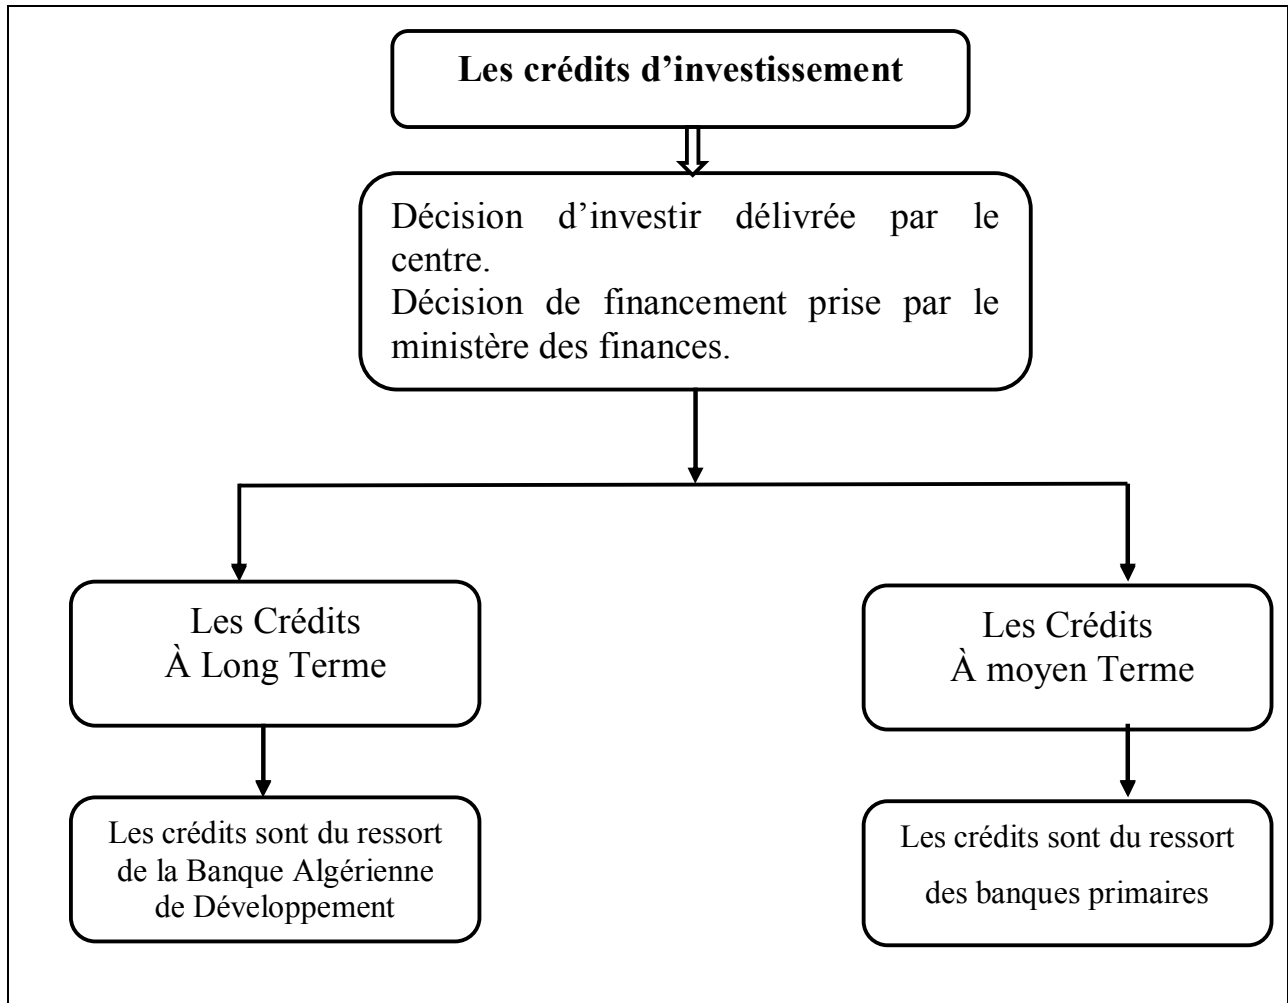 Les crédits d’investissement
Décision d’investir délivrée par le
centre.
Décision de financement prise par le
ministère des finances.
Les Crédits
À Long Terme
Les Crédits
À moyen Terme
Les crédits sont du ressort
de la Banque Algérienne
de Développement
Les crédits sont du ressort
des banques primaires